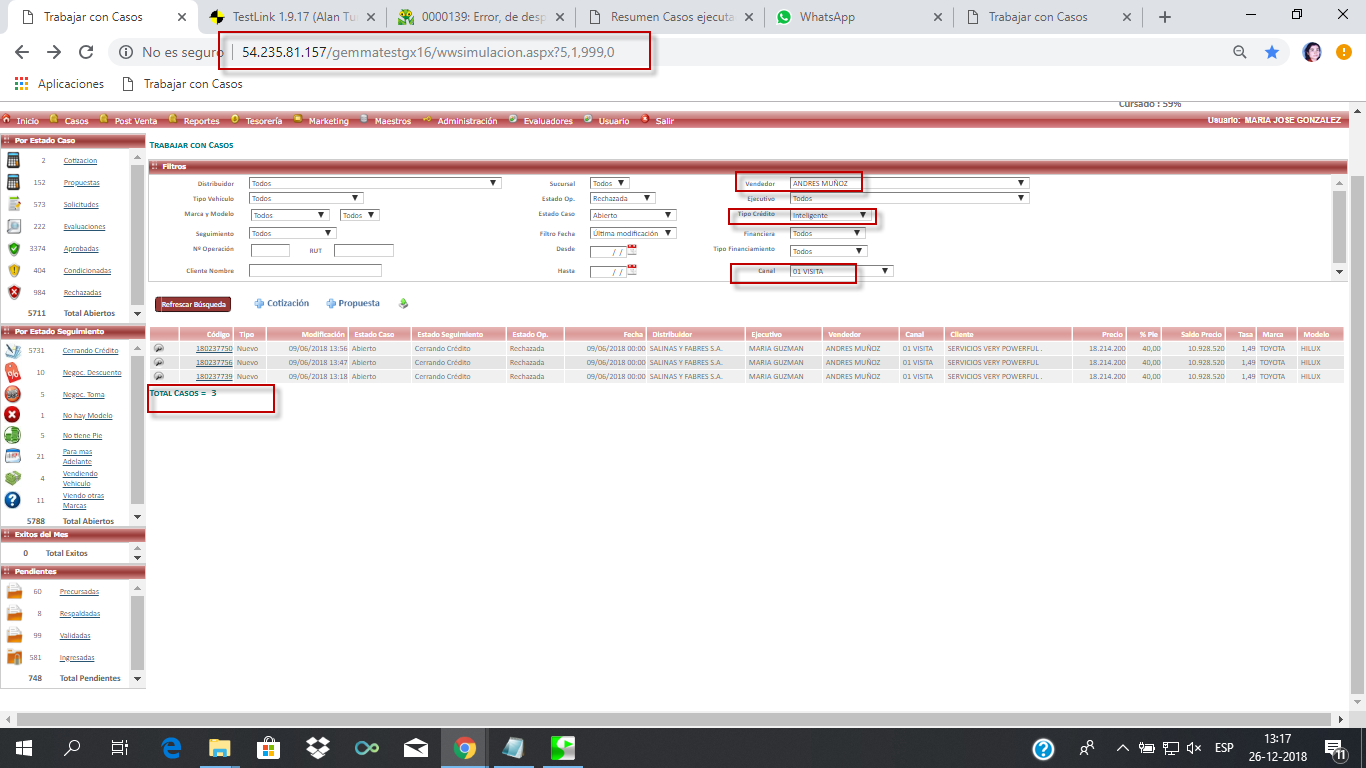 Trabajar con Casos
TestLink 1.9.17 (Alan Tu
0000139: Error, de desp
Resumen Casos ejecuta
WhatsApp
Trabajar con Casos
No es seguro
54.235.81.157/gemmatestgx16/wwsimulacion.aspx?5,1,999,0
Aplicaciones
Trabajar con Casos
Cursado : 59%
Inicio Casos Post Venta Reportes Tesorería Marketing Maestros Administración Evaluadores Usuario Salir
Usuario: MARIA JOSE GONZALEZ
Por Estado Caso
2 Cotizacion
152 Propuestas
573 Solicitudes
222 Evaluaciones
3374 Aprobadas
404 Condicionadas
984 Rechazadas
5711 Total Abiertos
Por Estado Seguimiento
5731 Cerrando Crédito
10 Negoc. Descuento
5 Negoc. Toma
1 No hay Modelo
5 No tiene Pie
21 Para mas
Adelante
4 Vendiendo
Vehículo
11 Viendo otras
Marcas
5788 Total Abiertos
Exitos del Mes
0 Total Exitos
Pendientes
60 Precursadas
8 Respaldadas
99 Validadas
581 Ingresadas
748 Total Pendientes
TRABAJAR CON CASOS
Filtros
Distribuidor Todos Sucursal Todos Vendedor ANDRES MUÑOZ
Tipo Vehículo Todos Estado Op. Rechazada Ejecutivo Todos
Marca y Modelo Todos Todos Estado Caso Abierto Tipo Crédito Inteligente
Seguimiento Todos Filtro Fecha Última modificación Financiera Todos
Nº Operación RUT Desde / / Tipo Financiamiento Todos
Cliente Nombre Hasta / / Canal 01 VISITA
Refrescar Búsqueda Cotización Propuesta
Código Tipo Modificación Estado Caso Estado Seguimiento Estado Op. Fecha Distribuidor Ejecutivo Vendedor Canal Cliente Precio % Pie Saldo Precio Tasa Marca Modelo
180237750 Nuevo 09/06/2018 13:56 Abierto Cerrando Crédito Rechazada 09/06/2018 00:00 SALINAS Y FABRES S.A. MARIA GUZMAN ANDRES MUÑOZ 01 VISITA SERVICIOS VERY POWERFUL . 18.214.200 40,00 10.928.520 1,49 TOYOTA HILUX
180237756 Nuevo 09/06/2018 13:47 Abierto Cerrando Crédito Rechazada 09/06/2018 00:00 SALINAS Y FABRES S.A. MARIA GUZMAN ANDRES MUÑOZ 01 VISITA SERVICIOS VERY POWERFUL . 18.214.200 40,00 10.928.520 1,49 TOYOTA HILUX
180237739 Nuevo 09/06/2018 13:18 Abierto Cerrando Crédito Rechazada 09/06/2018 00:00 SALINAS Y FABRES S.A. MARIA GUZMAN ANDRES MUÑOZ 01 VISITA SERVICIOS VERY POWERFUL . 18.214.200 40,00 10.928.520 1,49 TOYOTA HILUX
TOTAL CASOS = 3
ESP
13:17
26-12-2018
11